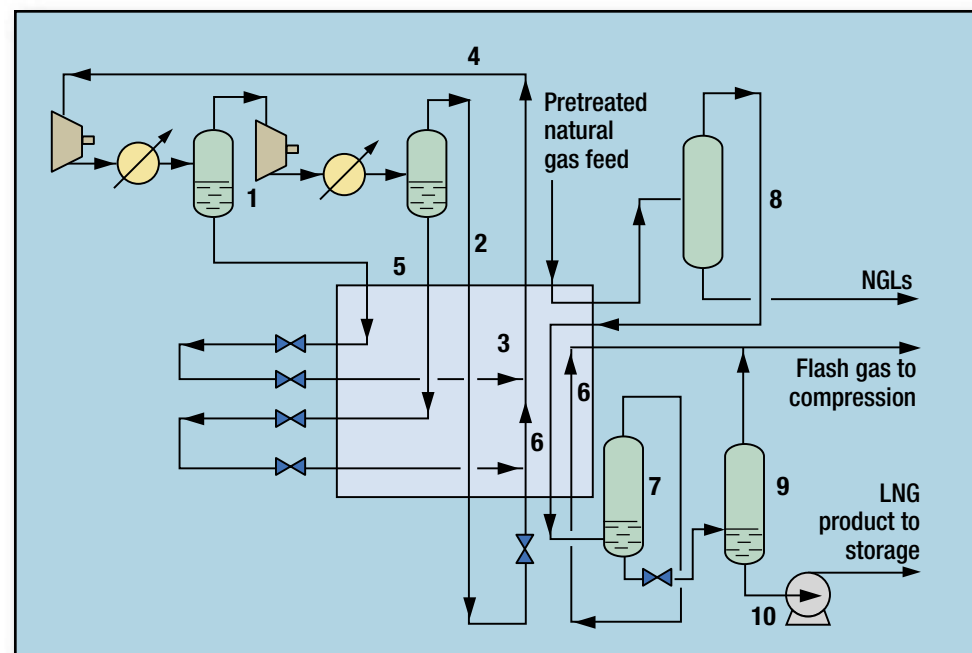 4
Pretreated
natural
gas feed
1
2
8
5
NGLs
3
6
Flash gas to
compression
6
7
9
LNG
product to
storage
10